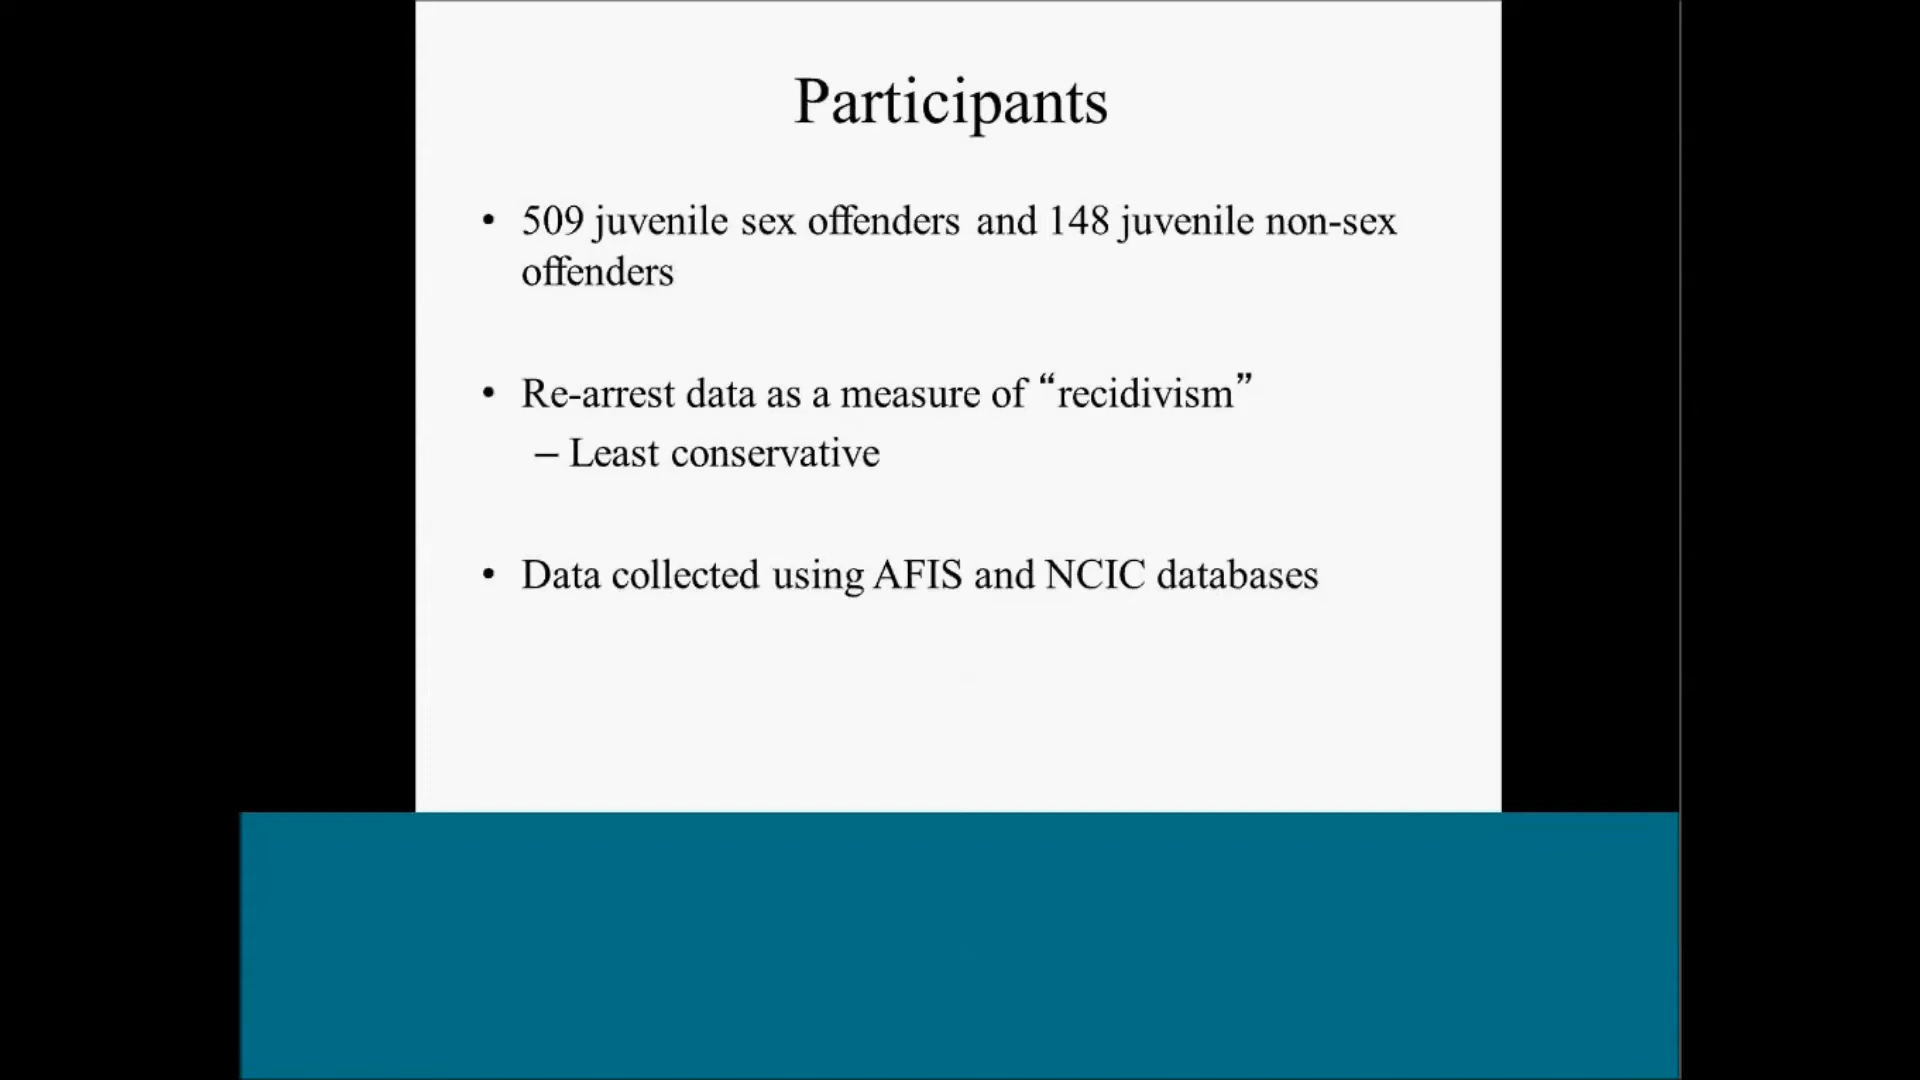 Participants
• 509 juvenile sex offenders and 148 juvenile non-sex
offenders
• Re-arrest data as a measure of “recidivism”
– Least conservative
• Data collected using AFIS and NCIC databases